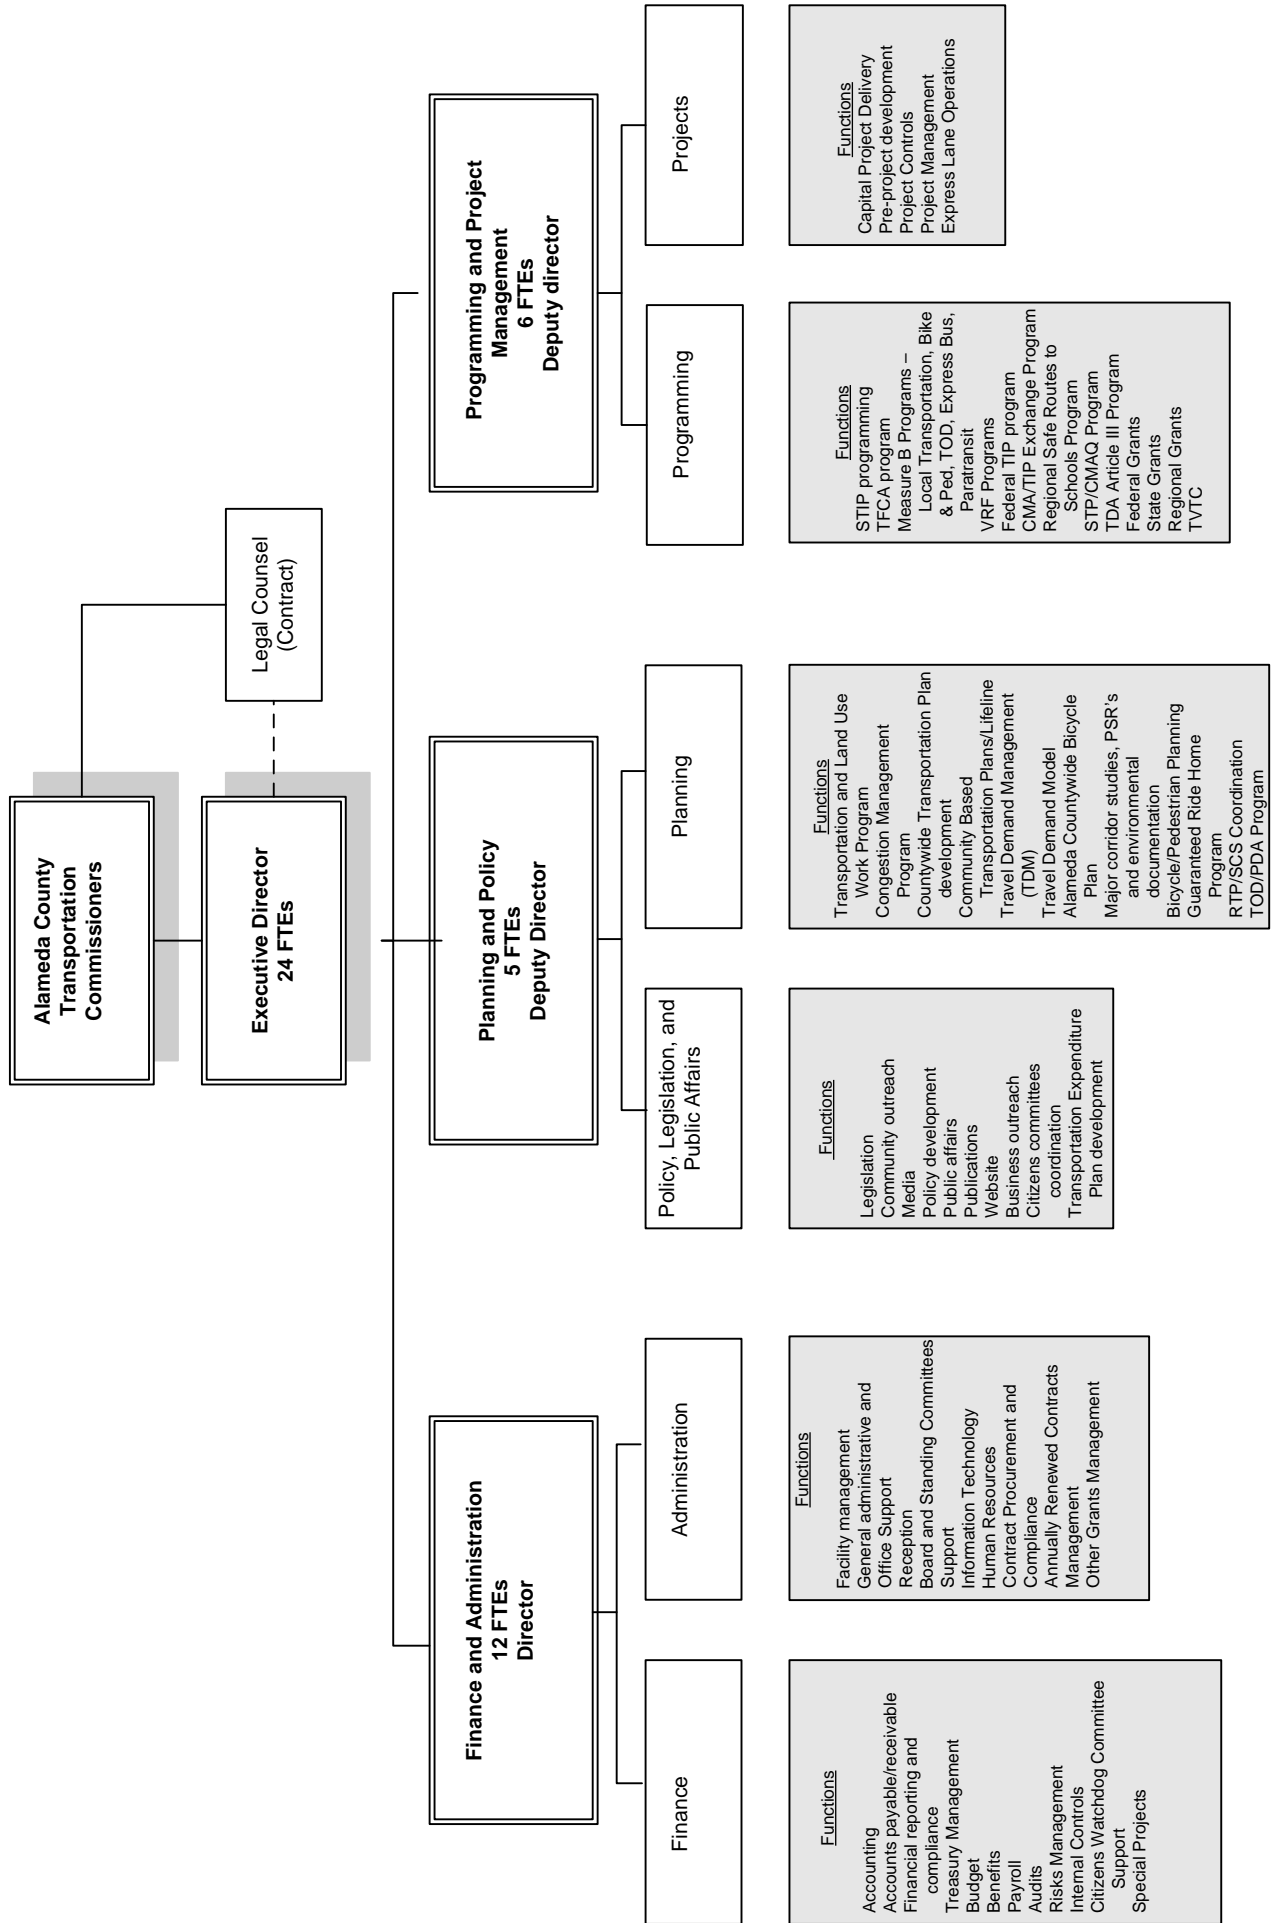 Alameda County
Transportation
Commissioners
Executive Director
24 FTEs
Legal Counsel
(Contract)
Finance and Administration
12 FTEs
Director
Planning and Policy
5 FTEs
Deputy Director
Programming and Project
Management
6 FTEs
Deputy director
Finance
Administration
Policy, Legislation, and
Public Affairs
Planning
Programming
Projects
Functions
Accounting
Accounts payable/receivable
Financial reporting and
compliance
Treasury Management
Budget
Benefits
Payroll
Audits
Risks Management
Internal Controls
Citizens Watchdog Committee
Support
Special Projects
Functions
Facility management
General administrative and
Office Support
Reception
Board and Standing Committees
Support
Information Technology
Human Resources
Contract Procurement and
Compliance
Annually Renewed Contracts
Management
Other Grants Management
Functions
Legislation
Community outreach
Media
Policy development
Public affairs
Publications
Website
Business outreach
Citizens committees
coordination
Transportation Expenditure
Plan development
Functions
Transportation and Land Use
Work Program
Congestion Management
Program
Countywide Transportation Plan
development
Community Based
Transportation Plans/Lifeline
Travel Demand Management
(TDM)
Travel Demand Model
Alameda Countywide Bicycle
Plan
Major corridor studies, PSR's
and environmental
documentation
Bicycle/Pedestrian Planning
Guaranteed Ride Home
Program
RTP/SCS Coordination
TOD/PDA Program
Functions
STIP programming
TFCA program
Measure B Programs –
Local Transportation, Bike
& Ped, TOD, Express Bus,
Paratransit
VRF Programs
Federal TIP program
CMA/TIP Exchange Program
Regional Safe Routes to
Schools Program
STP/CMAQ Program
TDA Article III Program
Federal Grants
State Grants
Regional Grants
TVTC
Functions
Capital Project Delivery
Pre-project development
Project Controls
Project Management
Express Lane Operations